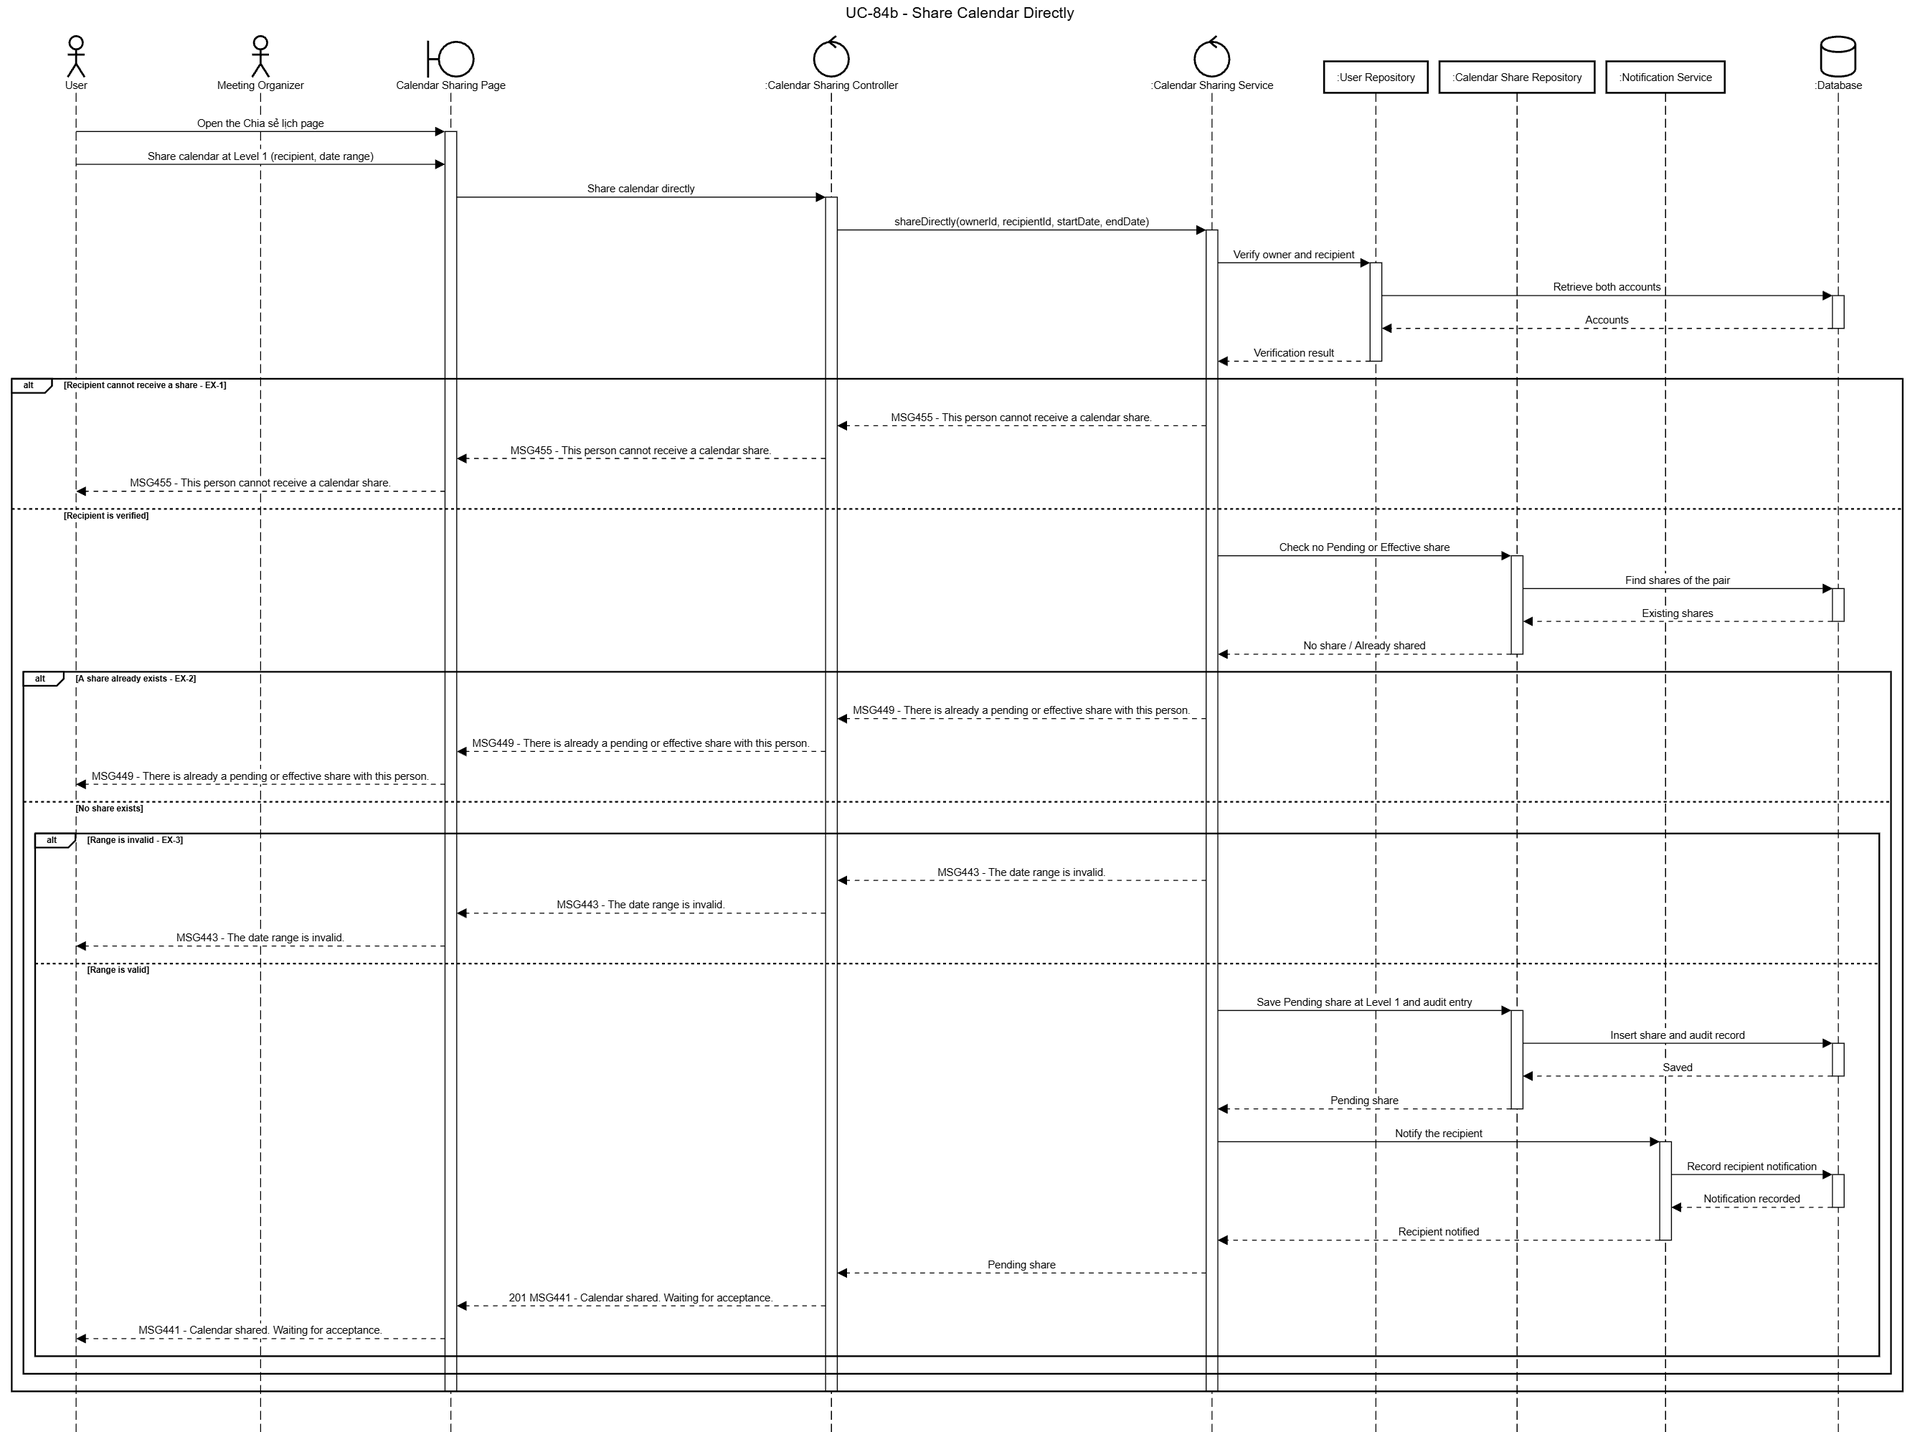 UC-84b - Share Calendar Directly
User
Meeting Organizer
Calendar Sharing Page
:Calendar Sharing Controller
:Calendar Sharing Service
:User Repository
:Calendar Share Repository
:Notification Service
:Database
Open the Chia sẻ lịch page
Share calendar at Level 1 (recipient, date range)
Share calendar directly
shareDirectly(ownerId, recipientId, startDate, endDate)
Verify owner and recipient
Retrieve both accounts
Accounts
Verification result
alt
[Recipient cannot receive a share - EX-1]
MSG455 - This person cannot receive a calendar share.
MSG455 - This person cannot receive a calendar share.
MSG455 - This person cannot receive a calendar share.
[Recipient is verified]
Check no Pending or Effective share
Find shares of the pair
Existing shares
No share / Already shared
alt
[A share already exists - EX-2]
MSG449 - There is already a pending or effective share with this person.
MSG449 - There is already a pending or effective share with this person.
MSG449 - There is already a pending or effective share with this person.
[No share exists]
alt
[Range is invalid - EX-3]
MSG443 - The date range is invalid.
MSG443 - The date range is invalid.
MSG443 - The date range is invalid.
[Range is valid]
Save Pending share at Level 1 and audit entry
Insert share and audit record
Saved
Pending share
Notify the recipient
Record recipient notification
Notification recorded
Recipient notified
Pending share
201 MSG441 - Calendar shared. Waiting for acceptance.
MSG441 - Calendar shared. Waiting for acceptance.